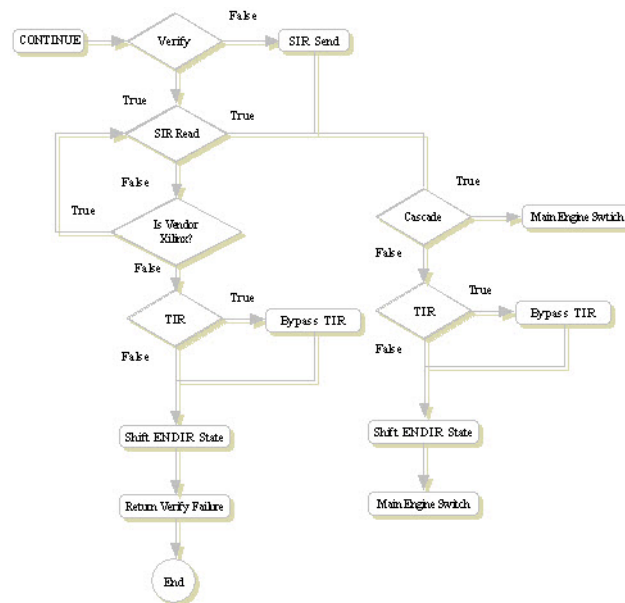 False
CONTINUE
Verify
SIR Send
True
True
SIR Read
False
True
True
Is Vendor
Xilinx?
Cascade
Main Engine Swtich
False
False
True
True
TIR
Bypass TIR
TIR
Bypass TIR
False
False
Shift ENDIR State
Shift ENDIR State
Return Verify Failure
Main Engine Switch
End